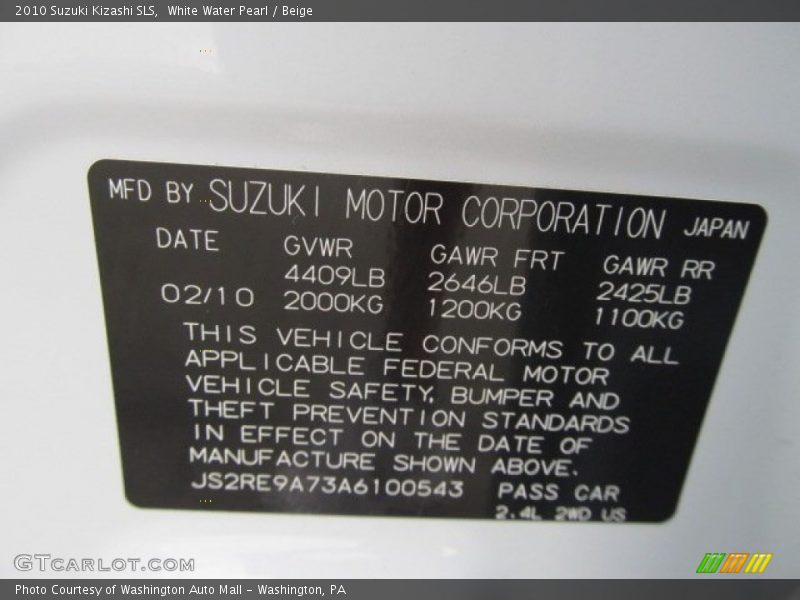 2010 Suzuki Kizashi SLS,  White Water Pearl / Beige
MFD BY SUZUKI MOTOR CORPORATION JAPAN
DATE GVWR GAWR FRT GAWR RR
4409LB 2646LB 2425LB
02/10 2000KG 1200KG 1100KG
THIS VEHICLE CONFORMS TO ALL
APPLICABLE FEDERAL MOTOR
VEHICLE SAFETY, BUMPER AND
THEFT PREVENTION STANDARDS
IN EFFECT ON THE DATE OF
MANUFACTURE SHOWN ABOVE.
JS2RE9A73A6100543 PASS CAR
2.4L 2WD US
GTCARLOT.COM
Photo Courtesy of Washington Auto Mall - Washington, PA